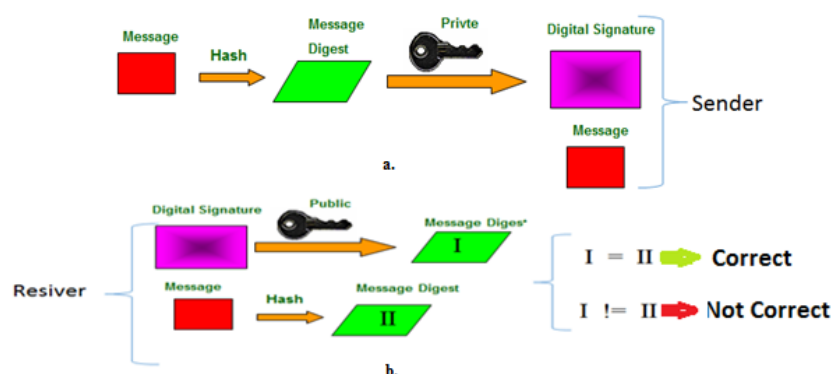 Message
Hash
Message
Digest
Privte
Digital Signature
Message
Sender
a.
Resiver
Digital Signature
Public
Message Diges*
I
Message
Hash
Message Digest
II
I = II Correct
I != II Not Correct
b.